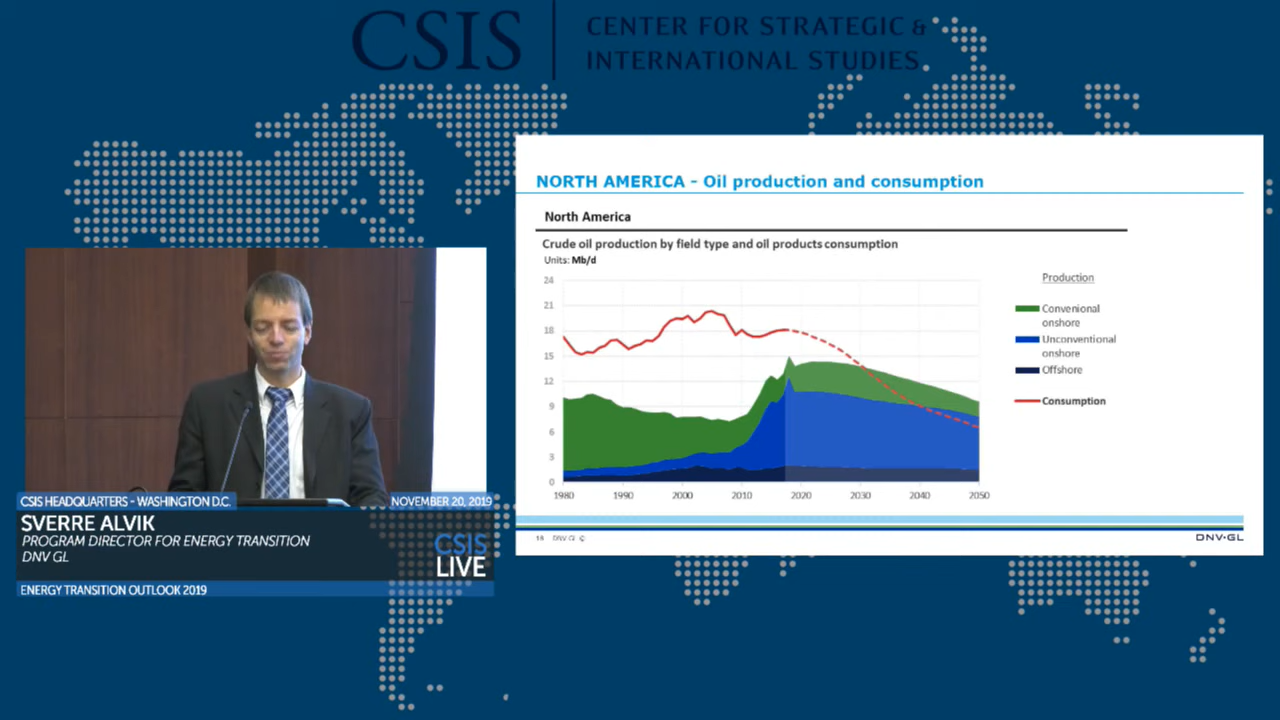 CSIS
CENTER FOR STRATEGIC &
INTERNATIONAL STUDIES
NORTH AMERICA - Oil production and consumption
North America
Crude oil production by field type and oil products consumption
Units: Mb/d
24
21
18
15
12
9
6
3
0
1980 1990 2000 2010 2020 2030 2040 2050
Production
Convenional
onshore
Unconventional
onshore
Offshore
Consumption
18 DNV GL ©
DNV·GL
CSIS HEADQUARTERS - WASHINGTON D.C.
NOVEMBER 20, 2019
SVERRE ALVIK
PROGRAM DIRECTOR FOR ENERGY TRANSITION
DNV GL
CSIS
LIVE
ENERGY TRANSITION OUTLOOK 2019